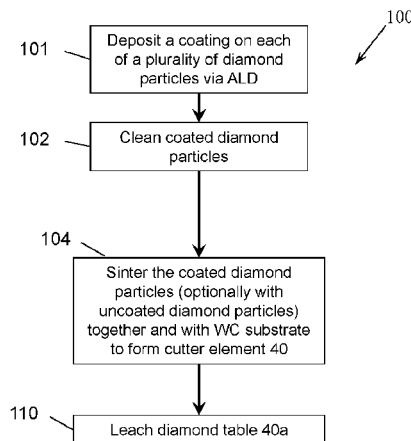 100
101
Deposit a coating on each
of a plurality of diamond
particles via ALD
102
Clean coated diamond
particles
104
Sinter the coated diamond
particles (optionally with
uncoated diamond particles)
together and with WC substrate
to form cutter element 40
110
Leach diamond table 40a